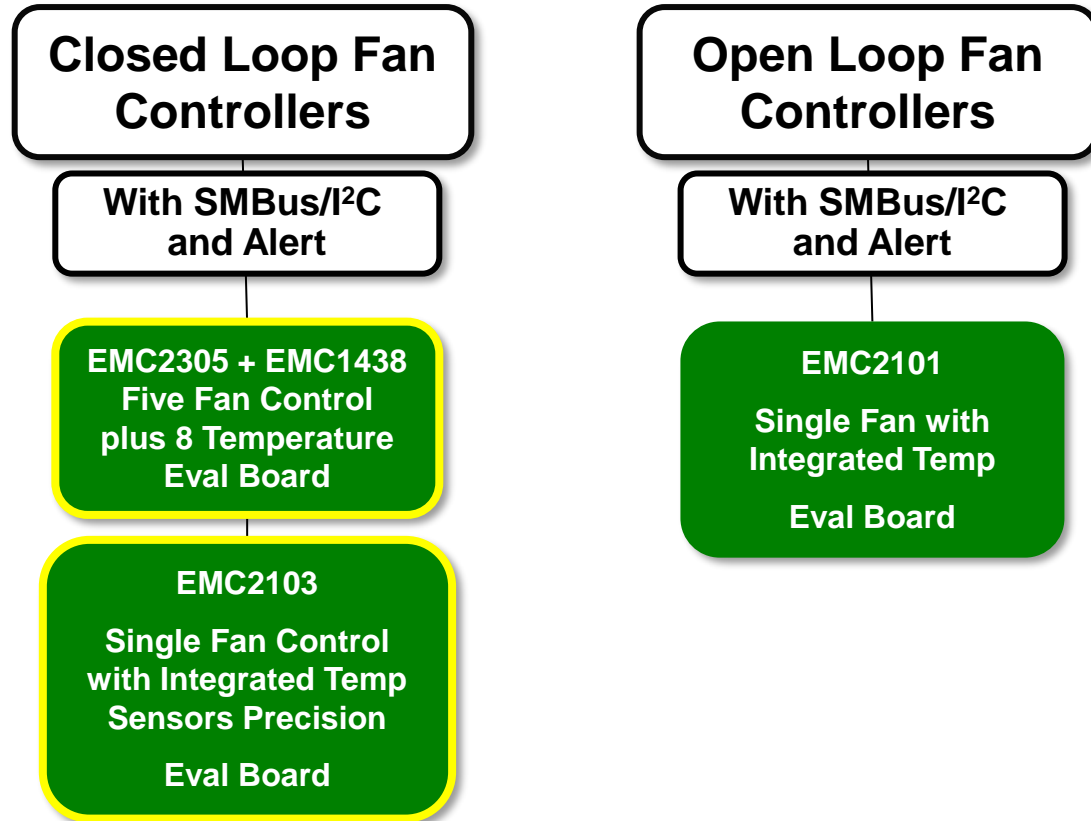 Closed Loop Fan
Controllers
With SMBus/I²C
and Alert
EMC2305 + EMC1438
Five Fan Control
plus 8 Temperature
Eval Board
EMC2103
Single Fan Control
with Integrated Temp
Sensors Precision
Eval Board
Open Loop Fan
Controllers
With SMBus/I²C
and Alert
EMC2101
Single Fan with
Integrated Temp
Eval Board